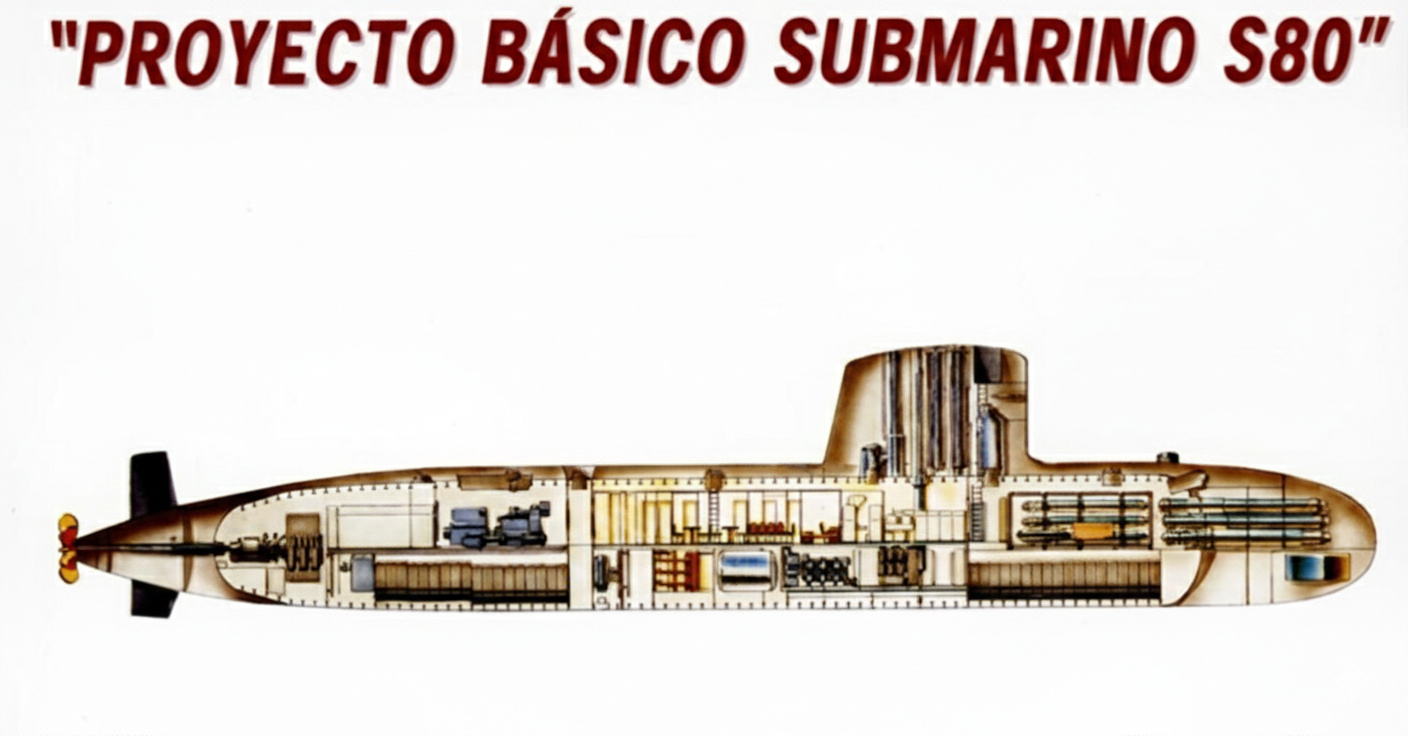 "PROYECTO BÁSICO SUBMARINO S80"